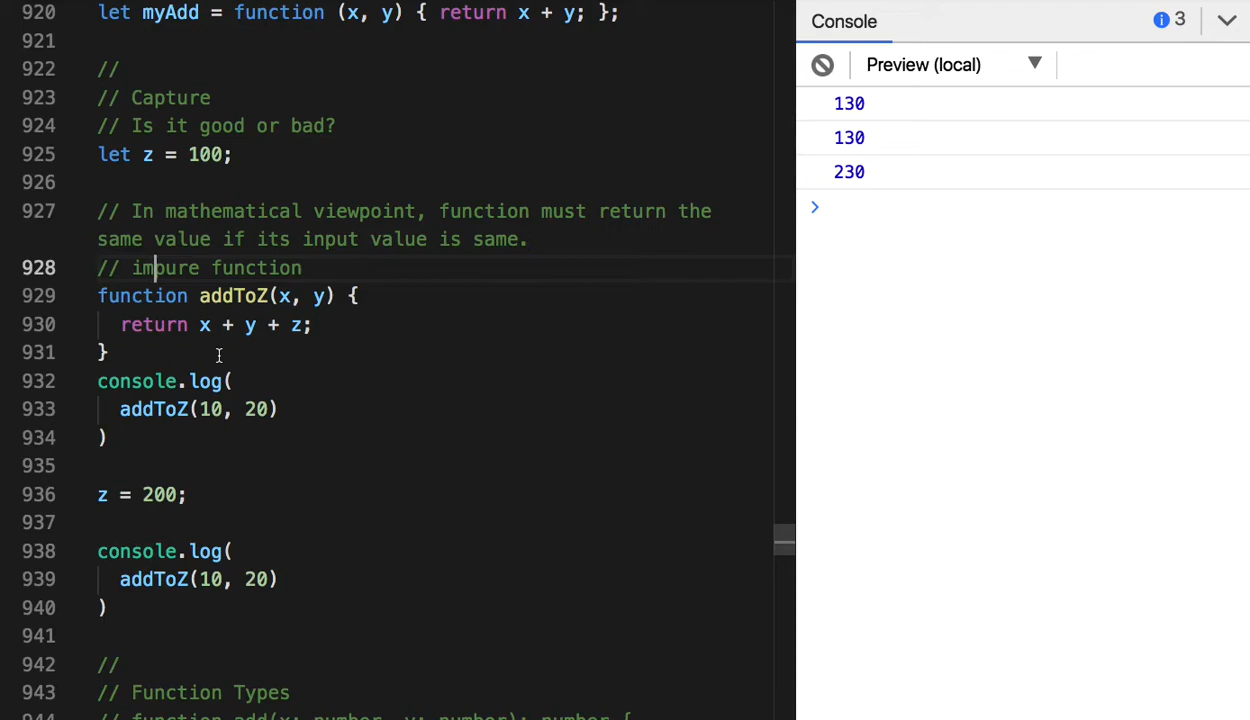 920 let myAdd = function (x, y) { return x + y; };
921
922 //
923 // Capture
924 // Is it good or bad?
925 let z = 100;
926
927 // In mathematical viewpoint, function must return the
same value if its input value is same.
928 // impure function
929 function addToZ(x, y) {
930 return x + y + z;
931 }
932 console.log(
933 addToZ(10, 20)
934 )
935
936 z = 200;
937
938 console.log(
939 addToZ(10, 20)
940 )
941
942 //
943 // Function Types
944 // function add(x: number, y: number): number {
Console
3
Preview (local)
130
130
230